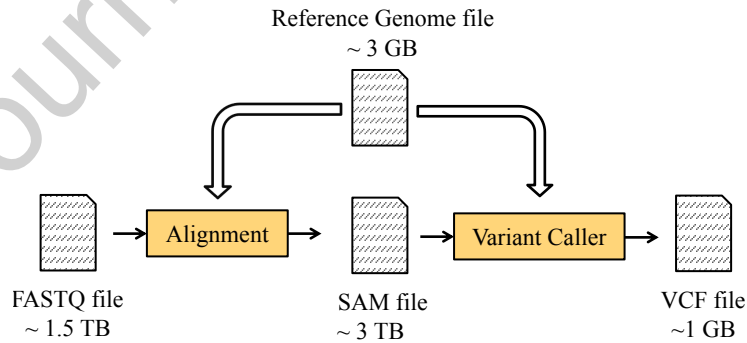 Reference Genome file
~ 3 GB
Alignment
Variant Caller
FASTQ file
~ 1.5 TB
SAM file
~ 3 TB
VCF file
~1 GB